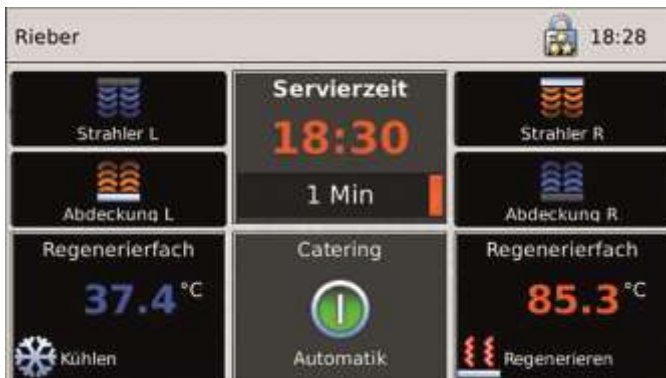 Rieber
18:28
Strahler L
Servierzeit
18:30
1 Min
Strahler R
Abdeckung L
Abdeckung R
Regenerierfach
37.4 °C
Kühlen
Catering
Automatik
Regenerierfach
85.3 °C
Regenerieren